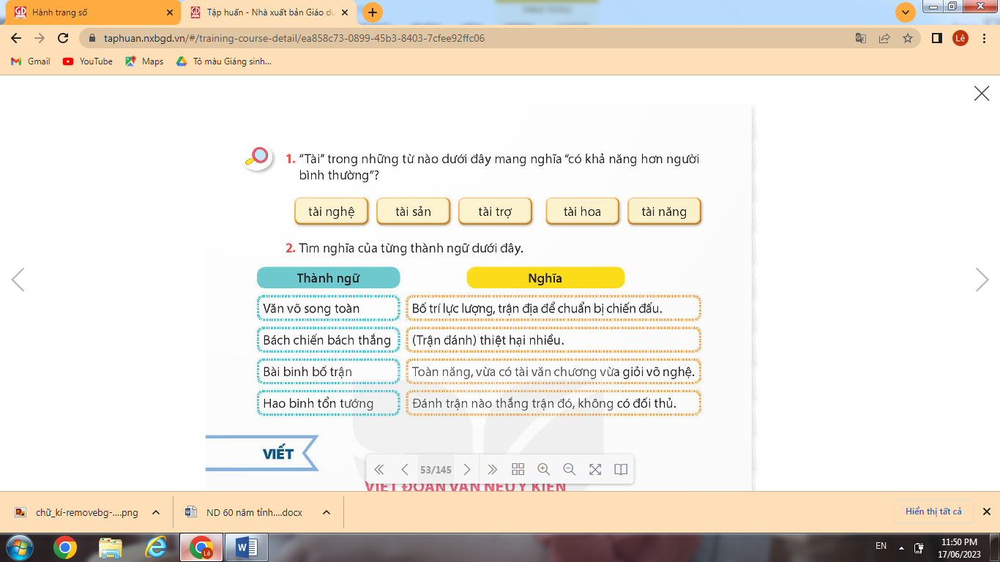 Hành trang số
Tập huấn - Nhà xuất bản Giáo dụ
taphuan.nxbgd.vn/#/training-course-detail/ea858c73-0899-45b3-8403-7cfee92ffc06
Lê
Gmail YouTube Maps Tô màu Giáng sinh...
1. “Tài” trong những từ nào dưới đây mang nghĩa “có khả năng hơn người
bình thường”?
tài nghệ tài sản tài trợ tài hoa tài năng
2. Tìm nghĩa của từng thành ngữ dưới đây.
Thành ngữ Nghĩa
Văn võ song toàn Bố trí lực lượng, trận địa để chuẩn bị chiến đấu.
Bách chiến bách thắng (Trận đánh) thiệt hại nhiều.
Bài binh bố trận Toàn năng, vừa có tài văn chương vừa giỏi võ nghệ.
Hao binh tổn tướng Đánh trận nào thắng trận đó, không có đối thủ.
VIẾT
53/145
VIẾT ĐOẠN VĂN NÊU Ý KIẾN
chữ_kí-removebg-....png ND 60 năm tỉnh....docx Hiển thị tất cả
Lê
EN 11:50 PM
17/06/2023